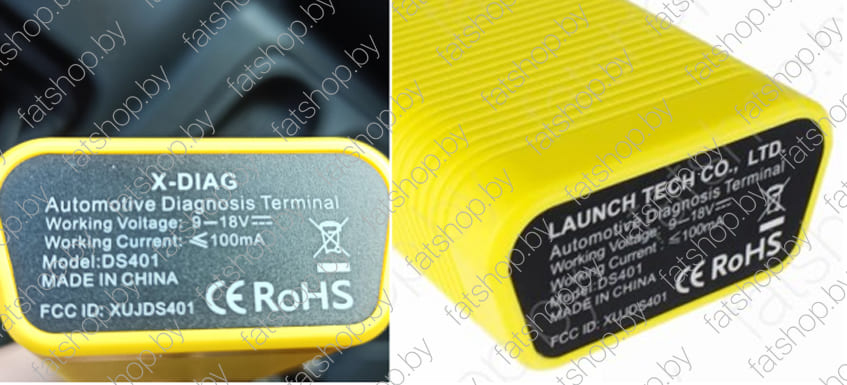 X-DIAG
Automotive Diagnosis Terminal
Working Voltage: 9—18V
Working Current: ≤100mA
Model:DS401
MADE IN CHINA
FCC ID: XUJDS401
CE RoHS
LAUNCH TECH CO., LTD.
Automotive Diagnosis Terminal
Working Voltage: 9—18V
Working Current : ≤100mA
Model: DS401
MADE IN CHINA
FCC ID: XUJDS401
CE RoHS
fatshop.by